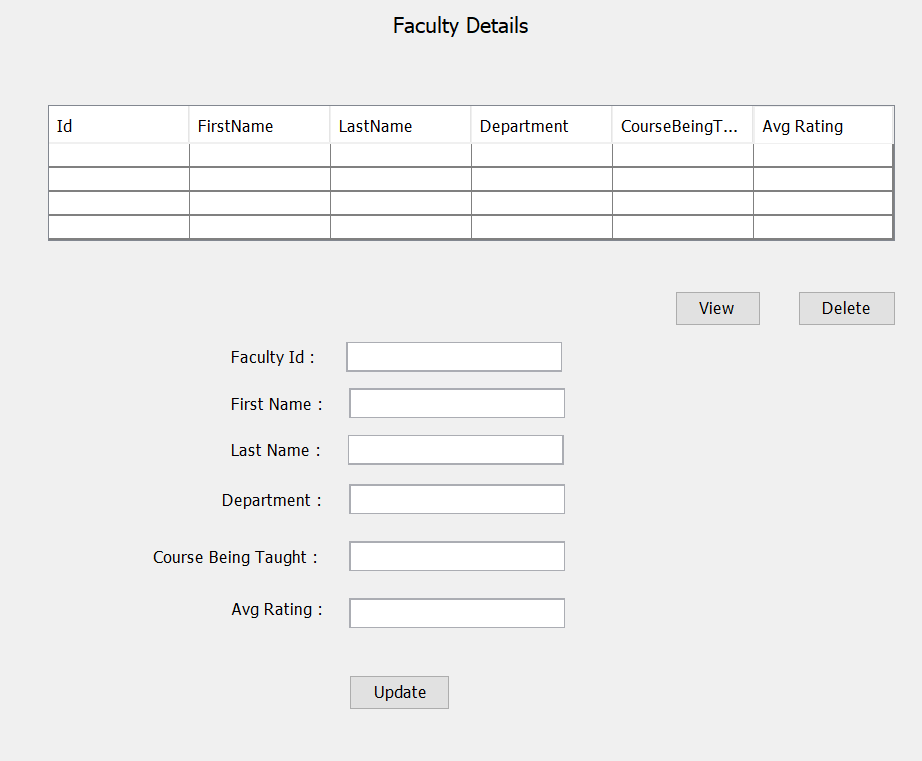 Faculty Details
Id FirstName LastName Department CourseBeingT... Avg Rating
View Delete
Faculty Id :
First Name :
Last Name :
Department :
Course Being Taught :
Avg Rating :
Update